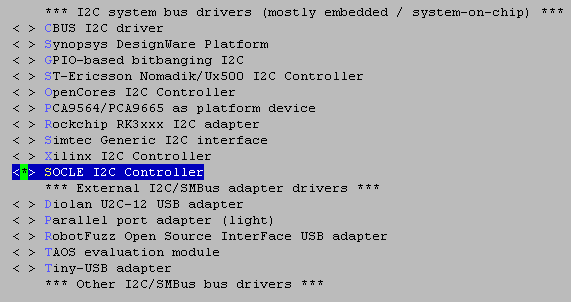 *** I2C system bus drivers (mostly embedded / system-on-chip) ***
< > CBUS I2C driver
< > Synopsys DesignWare Platform
< > GPIO-based bitbanging I2C
< > ST-Ericsson Nomadik/Ux500 I2C Controller
< > OpenCores I2C Controller
< > PCA9564/PCA9665 as platform device
< > Rockchip RK3xxx I2C adapter
< > Simtec Generic I2C interface
< > Xilinx I2C Controller
<*> SOCLE I2C Controller
*** External I2C/SMBus adapter drivers ***
< > Diolan U2C-12 USB adapter
< > Parallel port adapter (light)
< > RobotFuzz Open Source InterFace USB adapter
< > TAOS evaluation module
< > Tiny-USB adapter
*** Other I2C/SMBus bus drivers ***